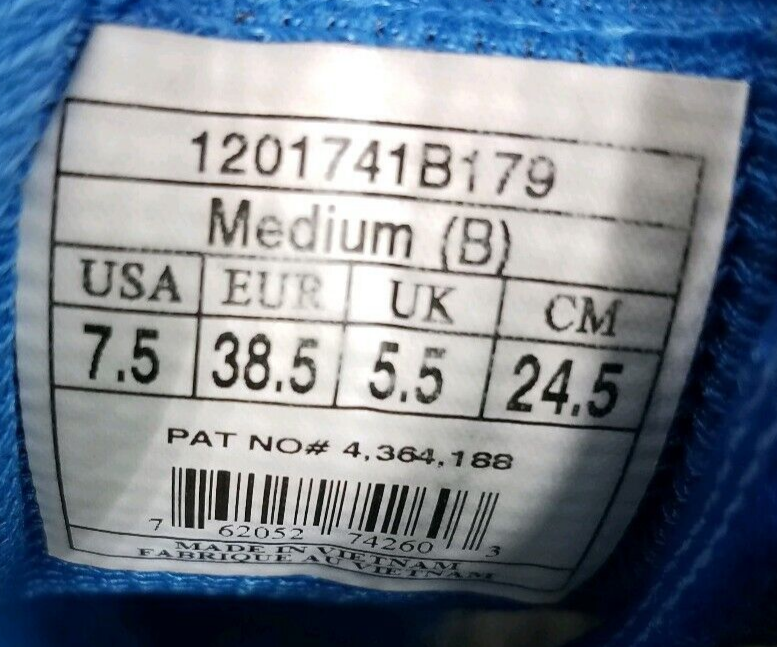 1201741B179
Medium (B)
USA EUR UK CM
7.5 38.5 5.5 24.5
PAT NO# 4,364,188
7 62052 74260 3
MADE IN VIETNAM
FABRIQUE AU VIETNAM